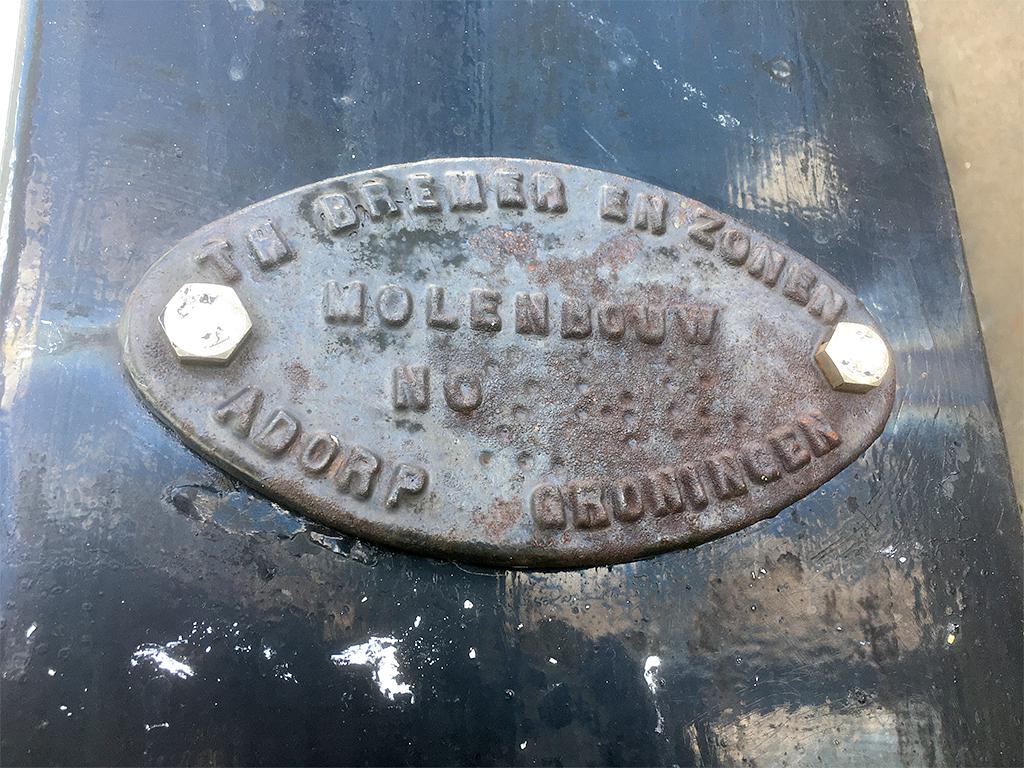 TH BREMER EN ZONEN
MOLENBOUW
NO
ADORP GRONINGEN